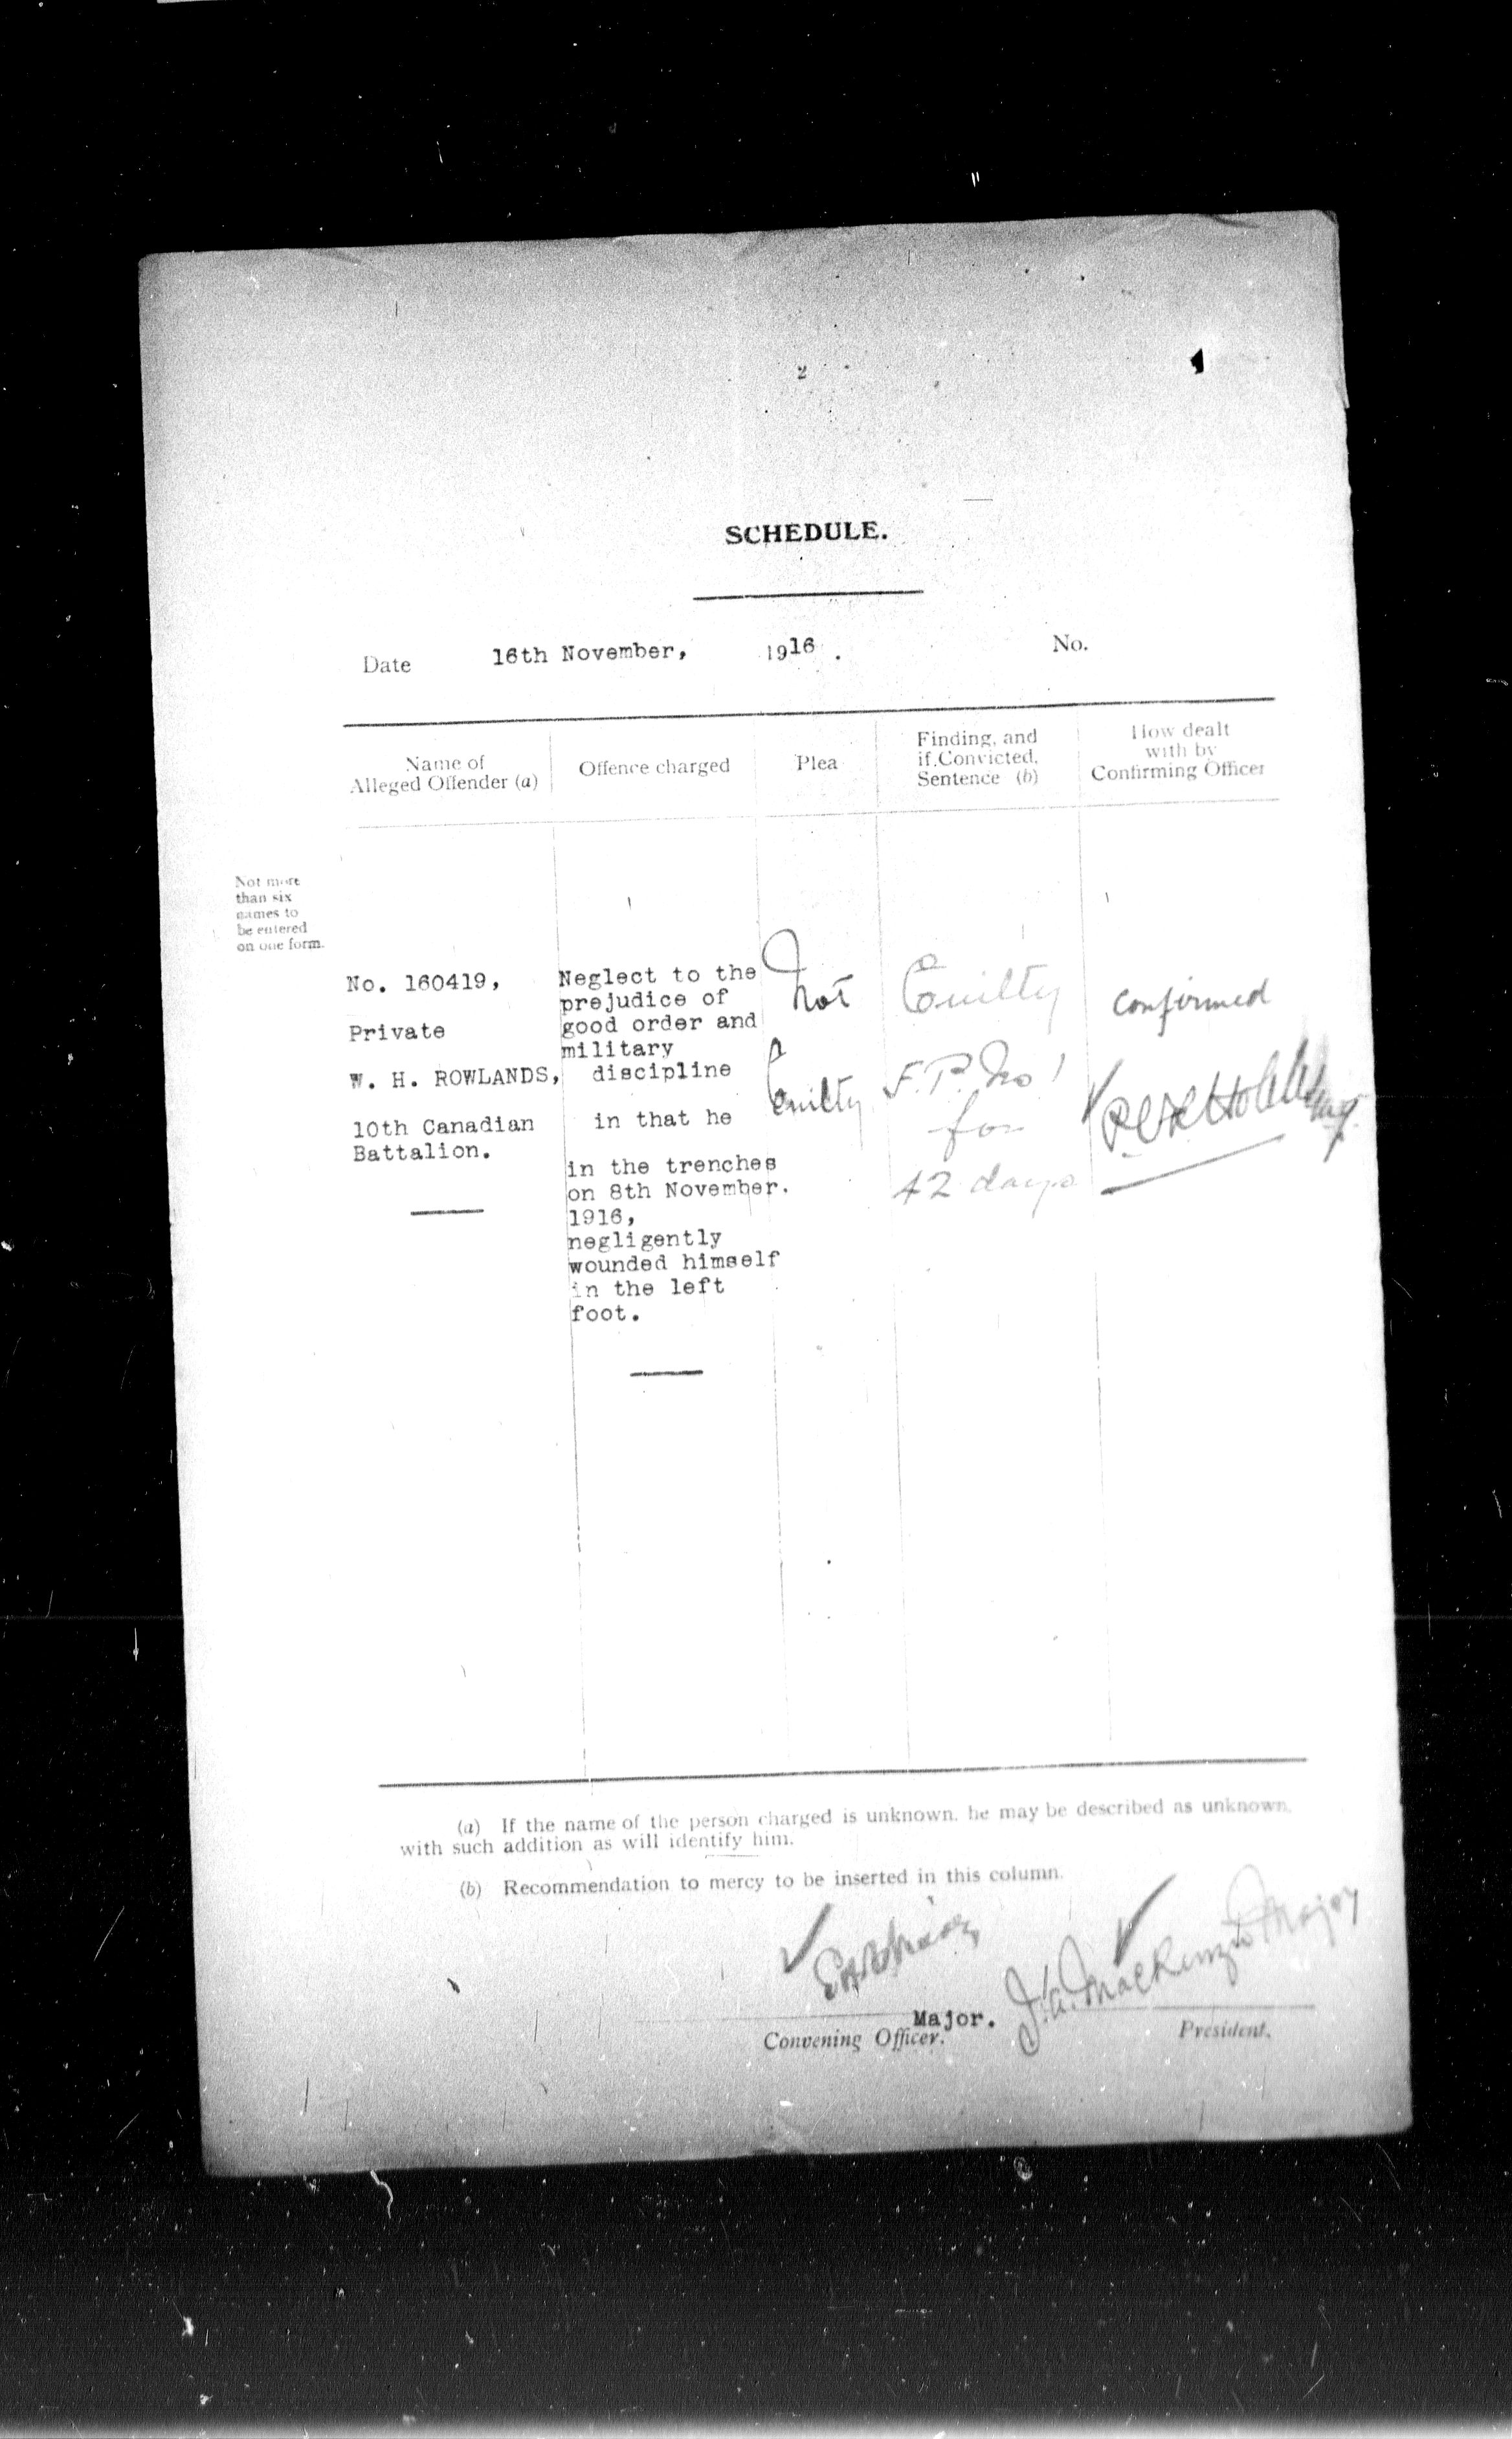 SCHEDULE.
Date 16th November, 1916. No.
Name of
Alleged Offender (a)
Offence charged
Plea
Finding, and
if Convicted,
Sentence (b)
How dealt
with by
Confirming Officer
Not more
than six
names to
be entered
on one form.
No. 160419,
Private
W. H. ROWLANDS,
10th Canadian
Battalion.
Neglect to the
prejudice of
good order and
military
discipline
in that he
in the trenches
on 8th November.
1916,
negligently
wounded himself
in the left
foot.
Not
Guilty
Guilty
F.P. No 1
for
42 days
Confirmed
(a) If the name of the person charged is unknown, he may be described as unknown,
with such addition as will identify him.
(b) Recommendation to mercy to be inserted in this column.
J.A. MacKenzie Major
Major.
Convening Officer.
President.